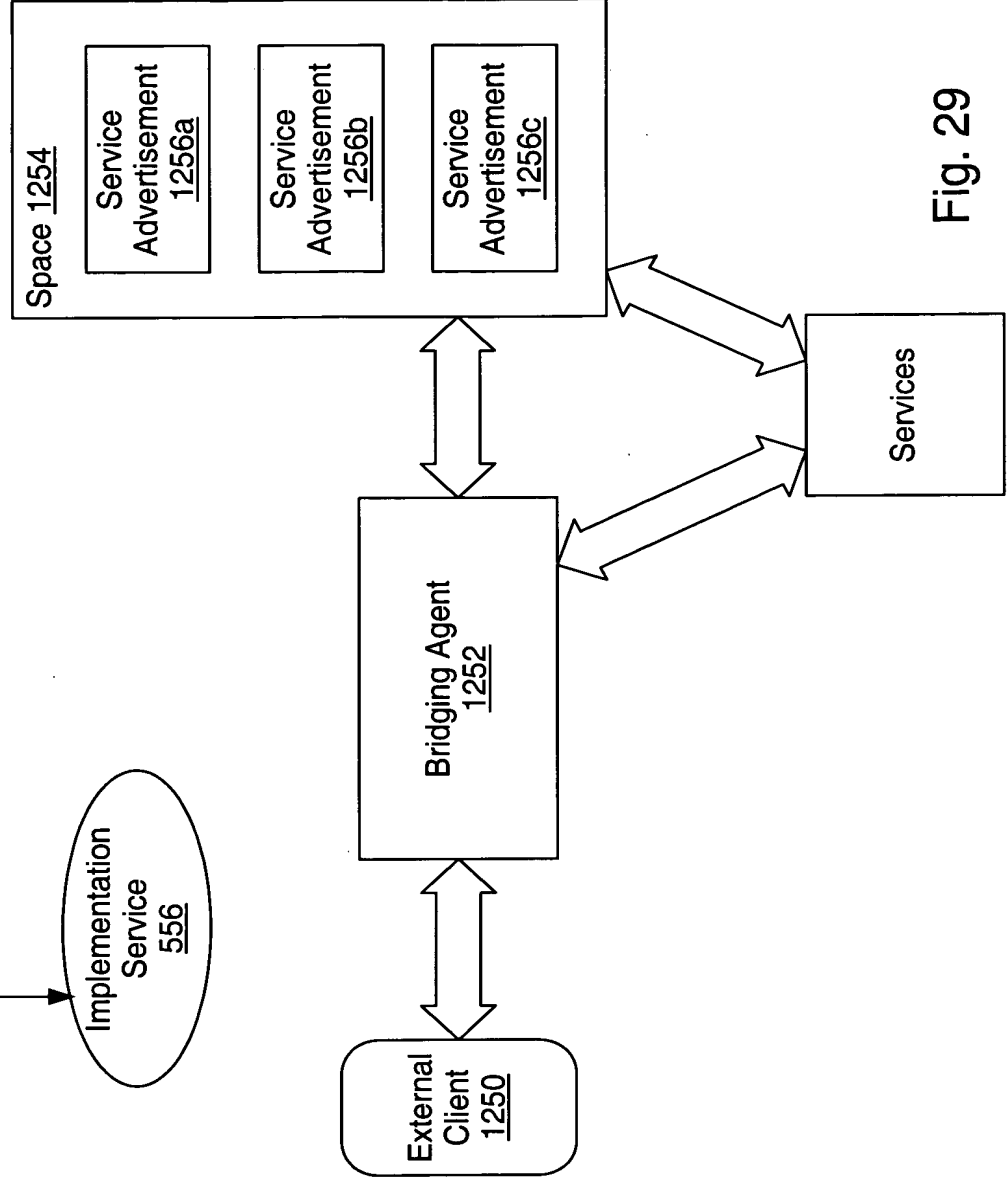 Implementation
Service
556
External
Client
1250
Bridging Agent
1252
Space 1254
Service
Advertisement
1256a
Service
Advertisement
1256b
Service
Advertisement
1256c
Services
Fig. 29